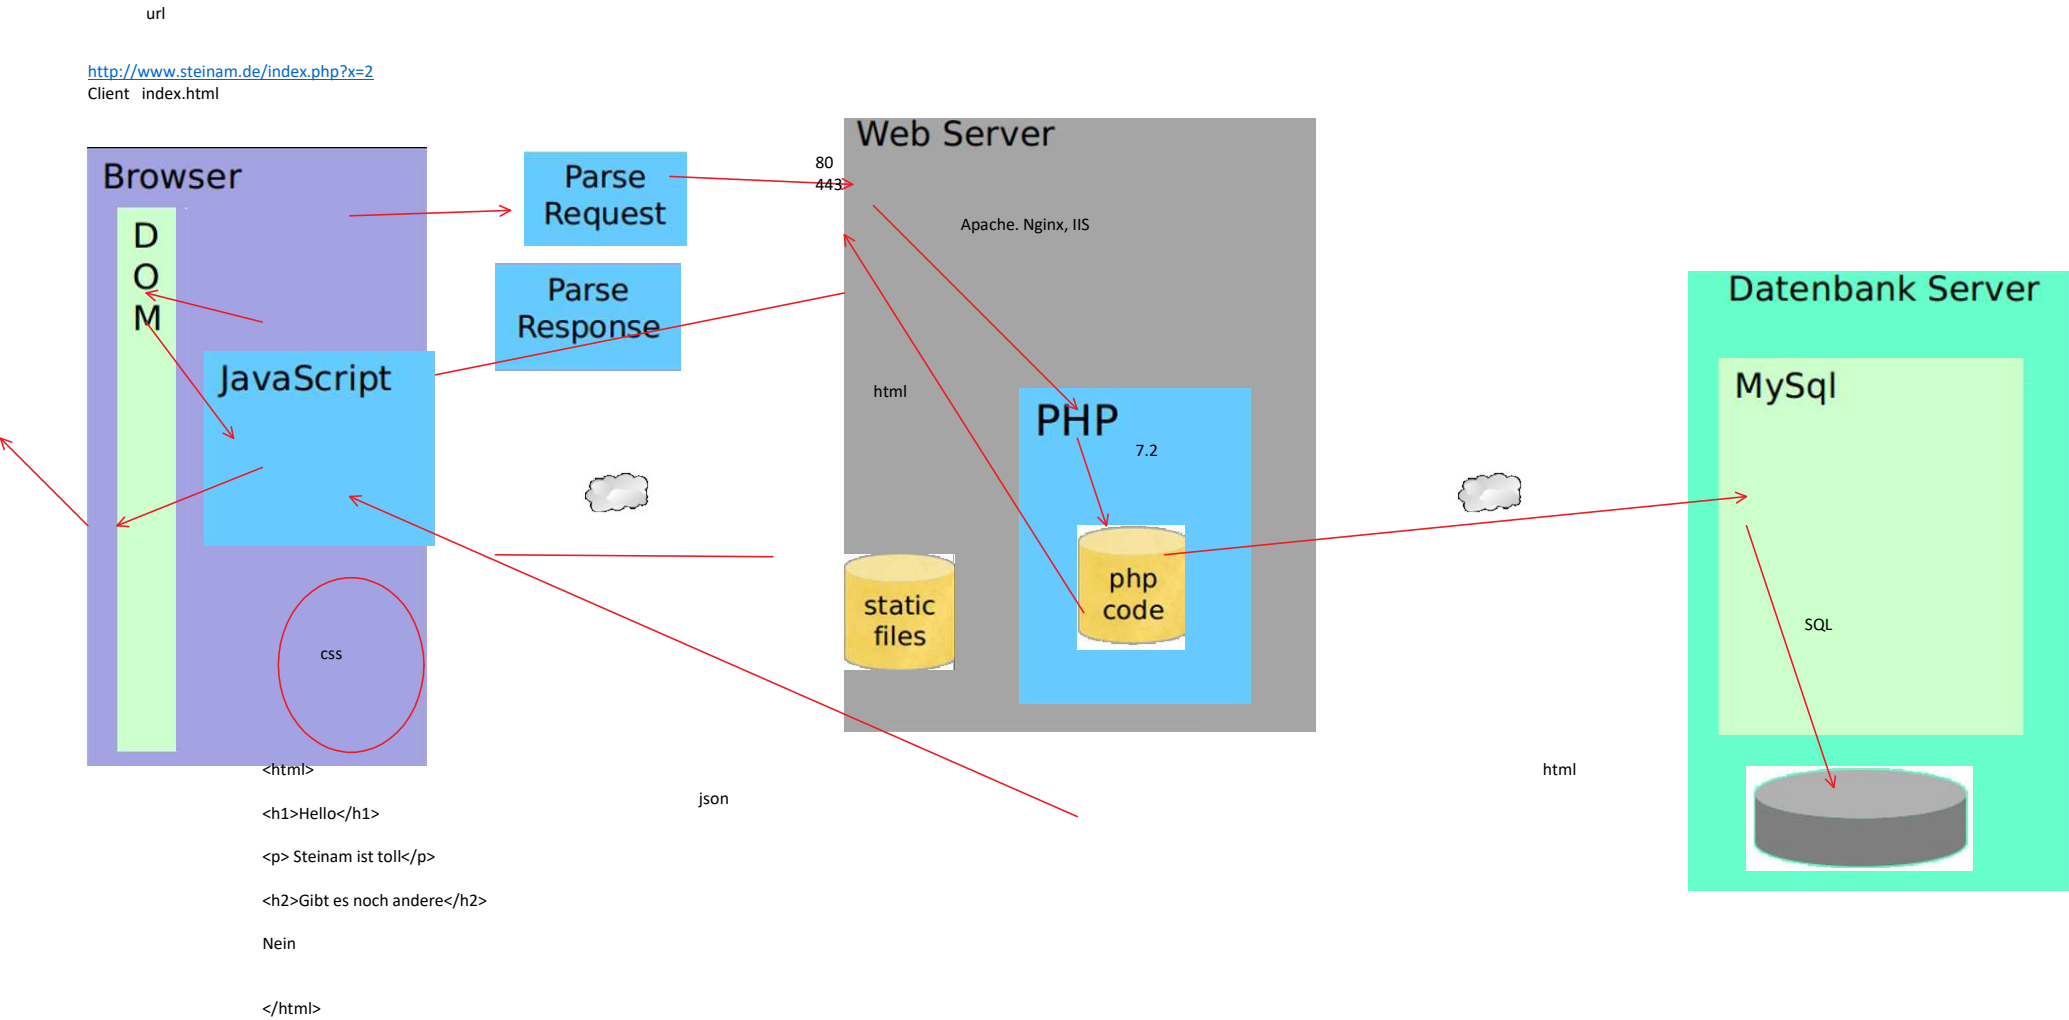 url
http://www.steinam.de/index.php?x=2
Client index.html
Browser
D
O
M
JavaScript
css
Parse
Request
Parse
Response
80
443
Web Server
Apache. Nginx, IIS
html
PHP
7.2
php
code
static
files
Datenbank Server
MySql
SQL
html
json
<html>
<h1>Hello</h1>
<p> Steinam ist toll</p>
<h2>Gibt es noch andere</h2>
Nein
</html>